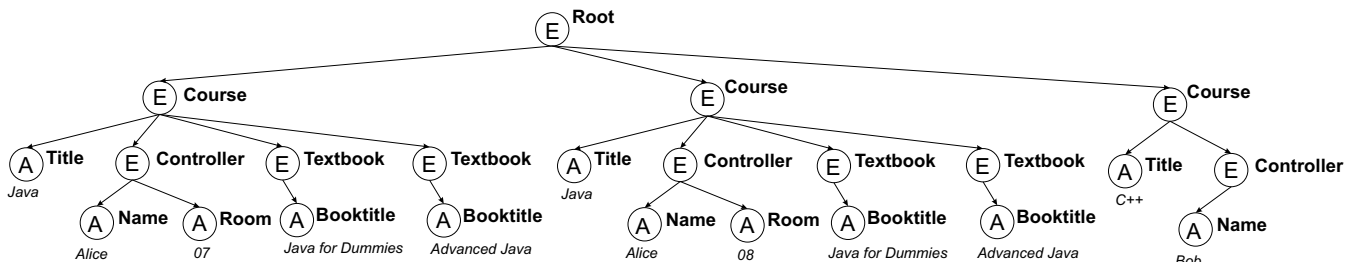 Root
E
E Course
E Course
E Course
A Title
E Controller
E Textbook
E Textbook
A Title
E Controller
E Textbook
E Textbook
A Title
E Controller
Java
Java
C++
A Name
A Room
A Booktitle
A Booktitle
A Name
A Room
A Booktitle
A Booktitle
A Name
Alice
07
Java for Dummies
Advanced Java
Alice
08
Java for Dummies
Advanced Java
Bob